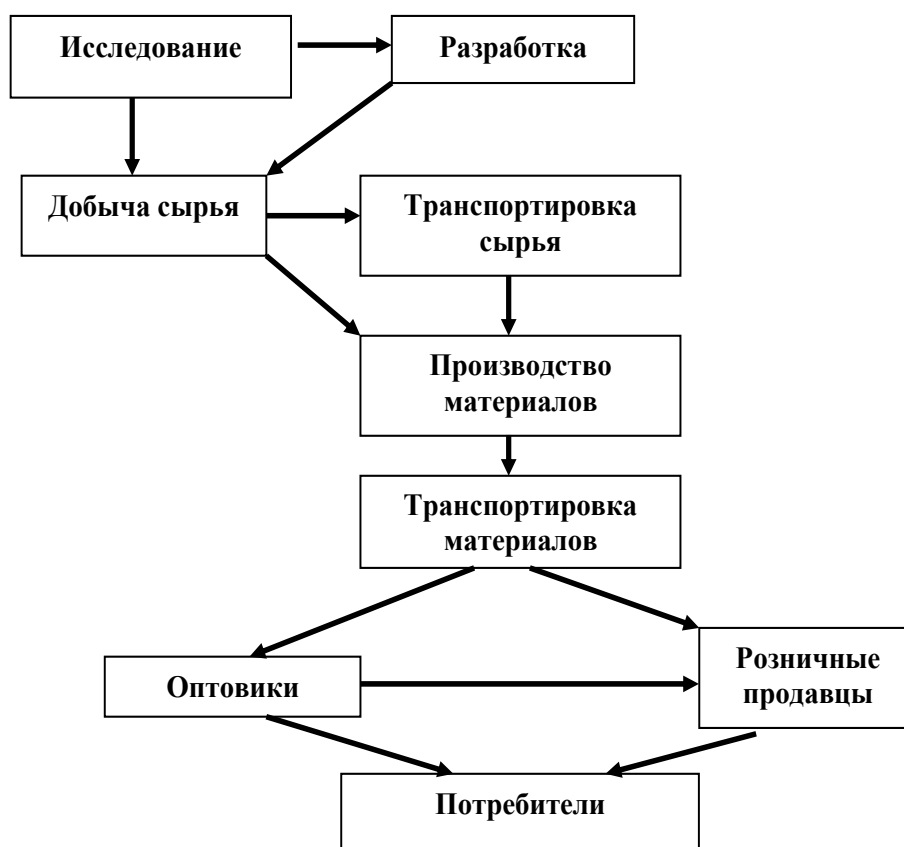 Исследование
Разработка
Добыча сырья
Транспортировка
сырья
Производство
материалов
Транспортировка
материалов
Оптовики
Розничные
продавцы
Потребители